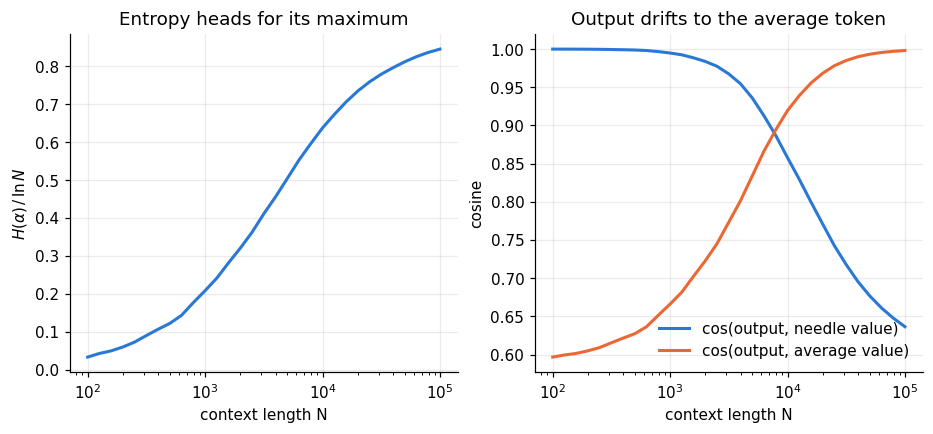 Entropy heads for its maximum
H(α) / ln N
0.8
0.7
0.6
0.5
0.4
0.3
0.2
0.1
0.0
10² 10³ 10⁴ 10⁵
context length N
Output drifts to the average token
cosine
1.00
0.95
0.90
0.85
0.80
0.75
0.70
0.65
0.60
cos(output, needle value)
cos(output, average value)
10² 10³ 10⁴ 10⁵
context length N